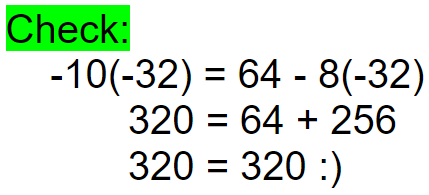 Check:
-10(-32) = 64 - 8(-32)
320 = 64 + 256
320 = 320 :)